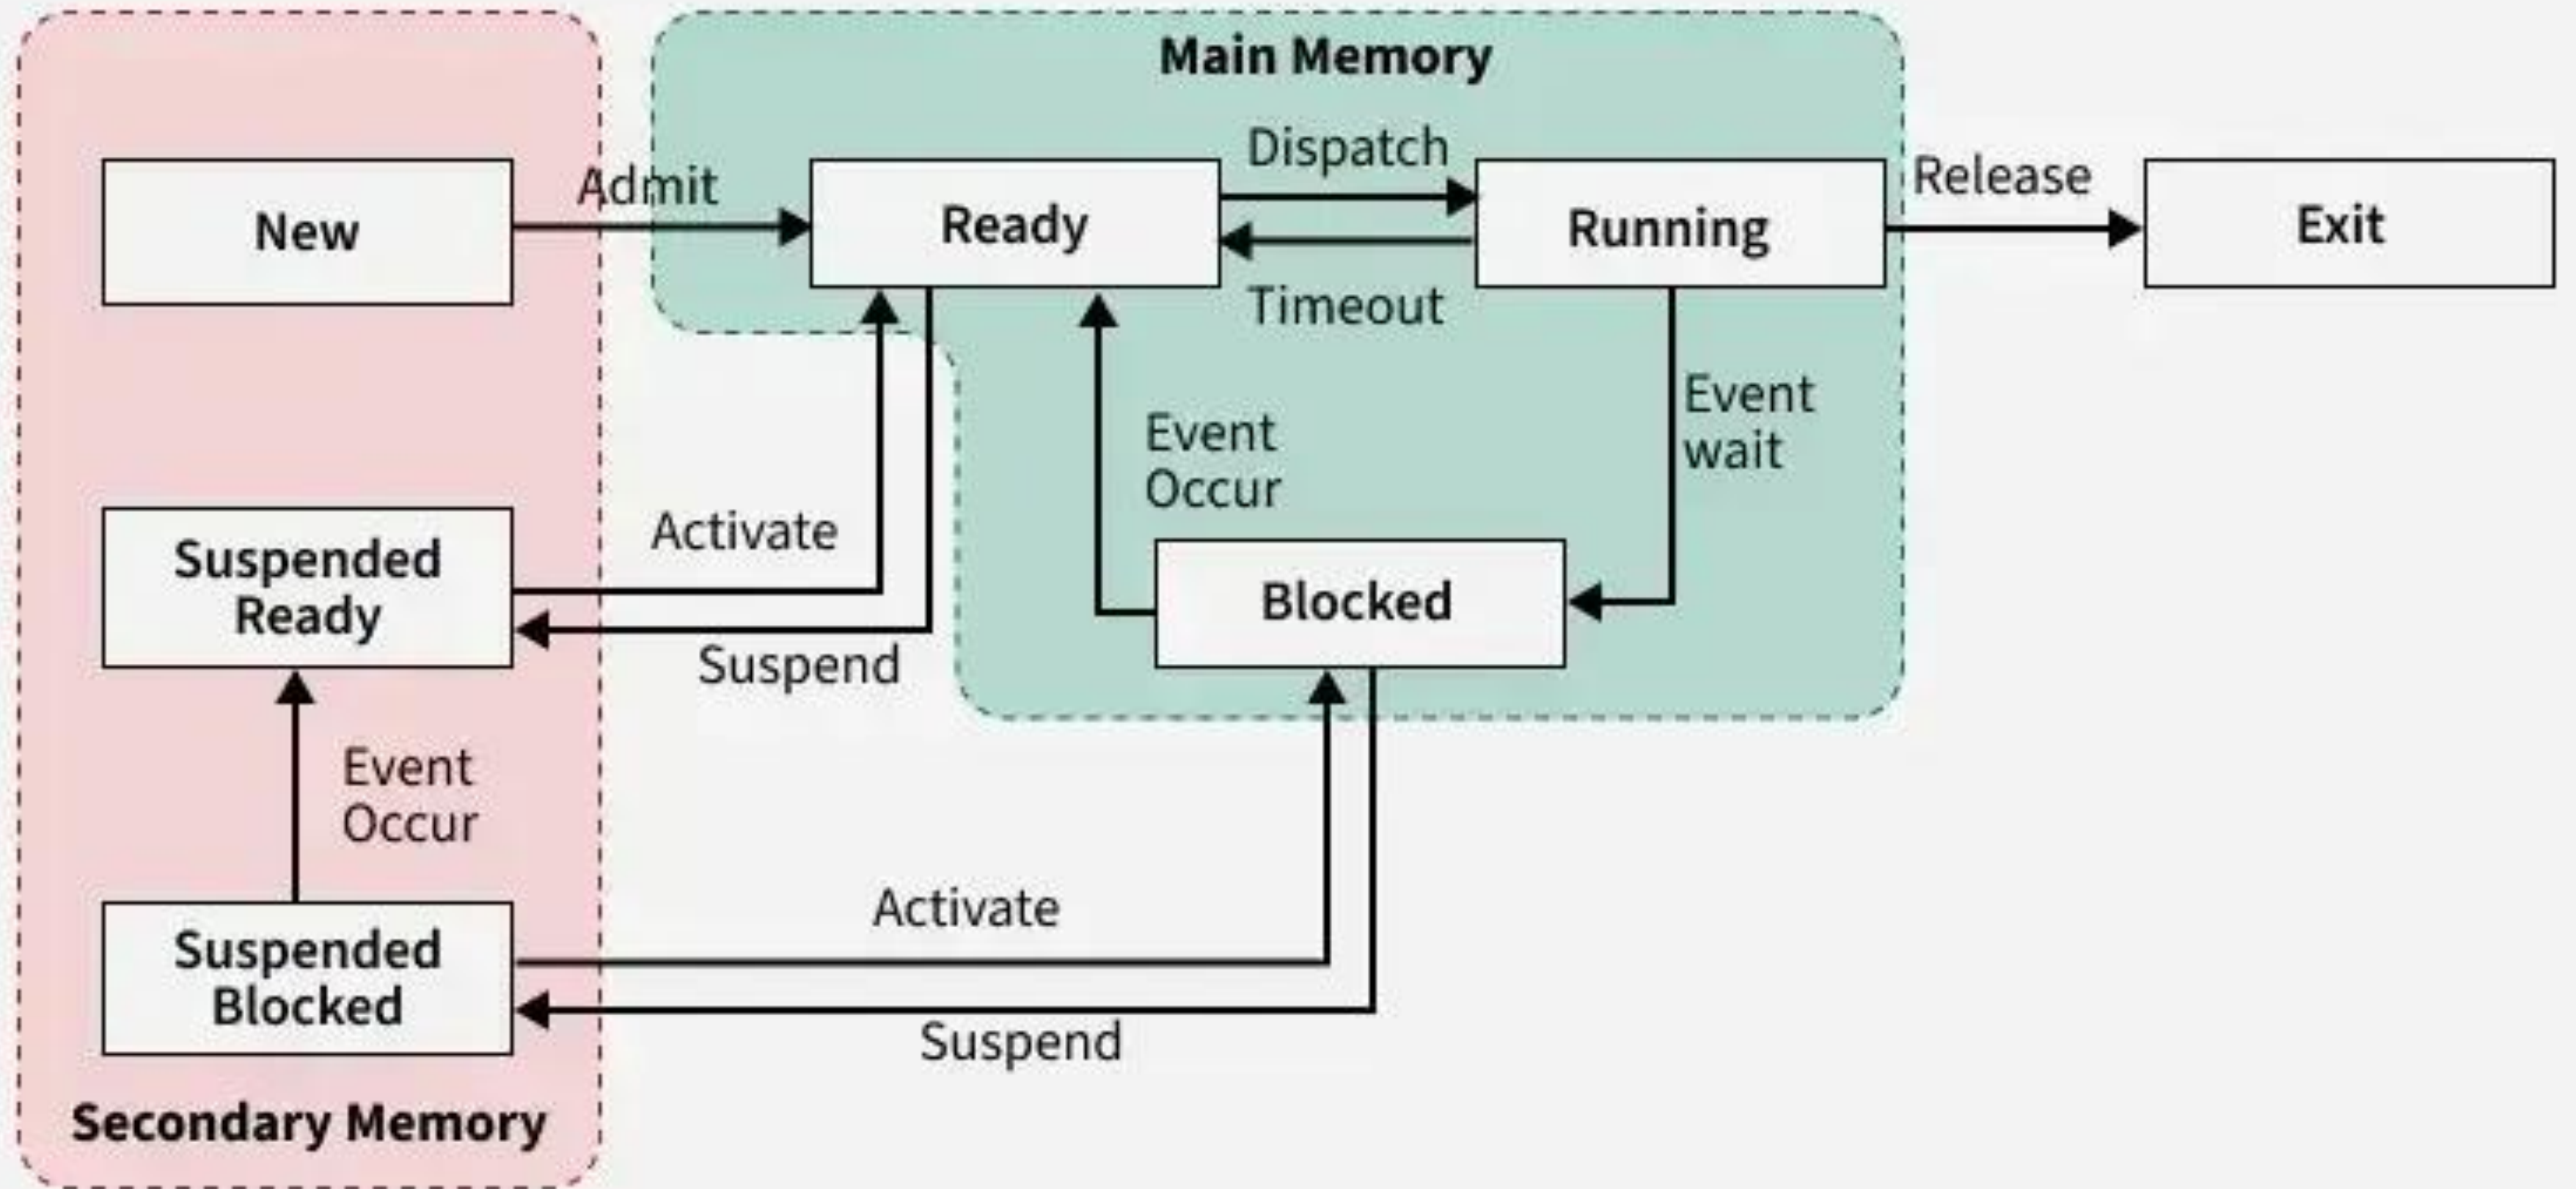 Main Memory
Dispatch
Admit
Release
New
Ready
Running
Exit
Timeout
Event
wait
Event
Occur
Activate
Suspended
Ready
Blocked
Suspend
Event
Occur
Activate
Suspended
Blocked
Suspend
Secondary Memory